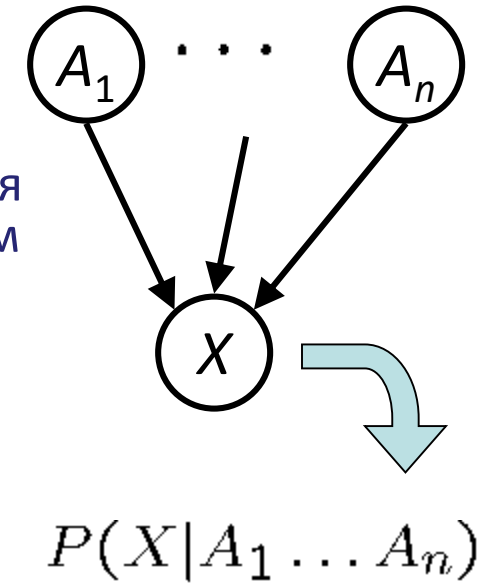 A₁ . . . Aₙ
я
м
X
P(X|A₁ . . . Aₙ)